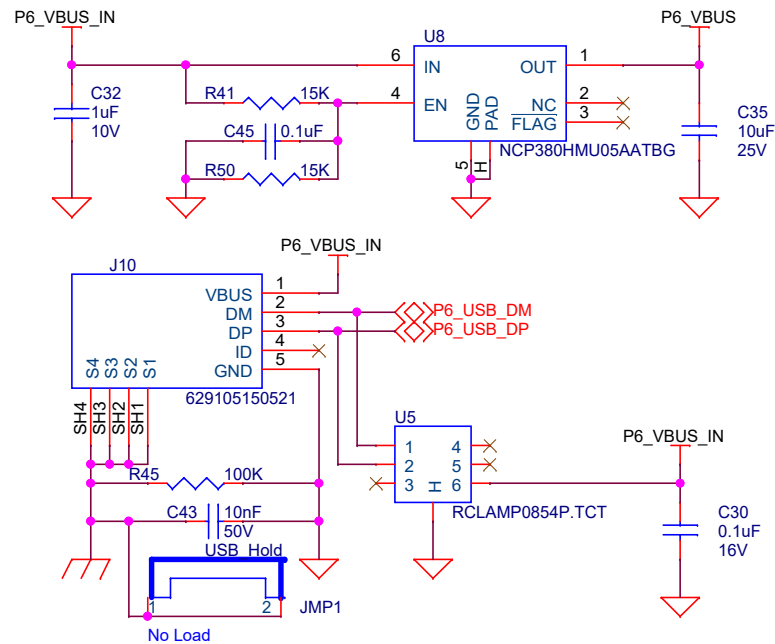 P6_VBUS_IN
P6_VBUS
U8
6
IN
OUT
1
C32
1uF
10V
R41
15K
4
EN
GND
PAD
NC
2
FLAG
3
C45
0.1uF
C35
10uF
25V
R50
15K
5
H
NCP380HMU05AATBG
P6_VBUS_IN
J10
VBUS
1
DM
2
P6_USB_DM
DP
3
P6_USB_DP
ID
4
GND
5
S4
S3
S2
S1
629105150521
SH4
SH3
SH2
SH1
U5
P6_VBUS_IN
1
4
2
5
3
H
6
R45
100K
RCLAMP0854P.TCT
C43
10nF
50V
C30
0.1uF
16V
USB_Hold
1
2
JMP1
No Load